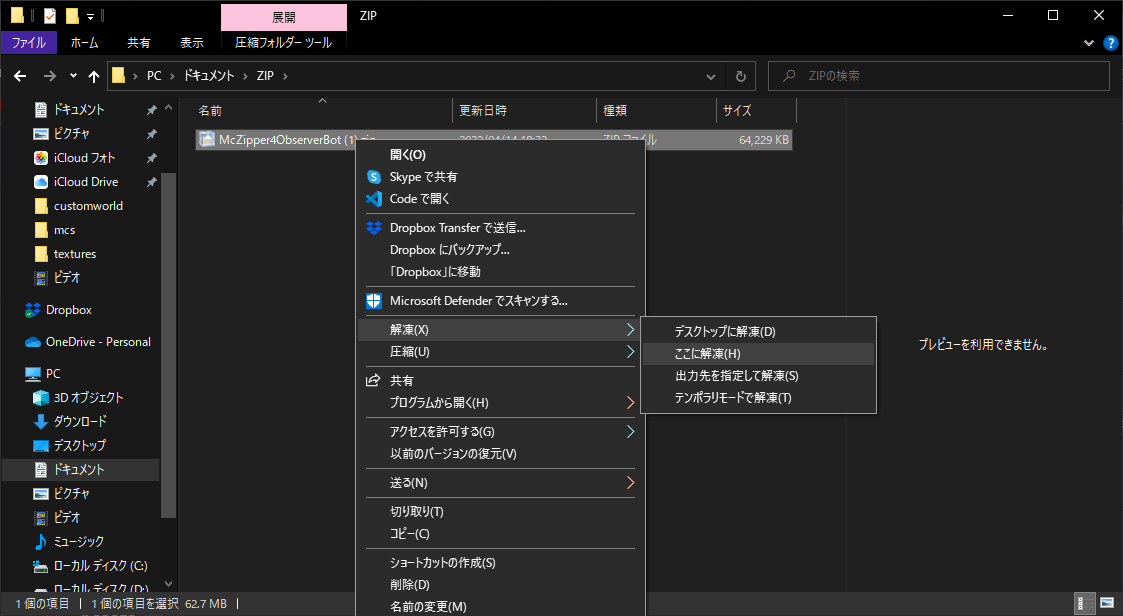 展開
ZIP
ファイル
ホーム
共有
表示
圧縮フォルダー ツール
PC
ドキュメント
ZIP
ZIPの検索
ドキュメント
ピクチャ
iCloud フォト
iCloud Drive
customworld
mcs
textures
ビデオ
Dropbox
OneDrive - Personal
PC
3D オブジェクト
ダウンロード
デスクトップ
ドキュメント
ピクチャ
ビデオ
ミュージック
ローカル ディスク (C:)
ローカル ディスク (D:)
名前
更新日時
種類
サイズ
McZipper4ObserverBot (1).zip
ZIP ファイル
64,229 KB
開く(O)
Skype で共有
Code で開く
Dropbox Transfer で送信...
Dropbox にバックアップ...
「Dropbox」に移動
Microsoft Defender でスキャンする...
解凍(X)
圧縮(U)
共有
プログラムから開く(H)
アクセスを許可する(G)
以前のバージョンの復元(V)
送る(N)
切り取り(T)
コピー(C)
ショートカットの作成(S)
削除(D)
名前の変更(M)
デスクトップに解凍(D)
ここに解凍(H)
出力先を指定して解凍(S)
テンポラリモードで解凍(T)
プレビューを利用できません。
1 個の項目
1 個の項目を選択 62.7 MB